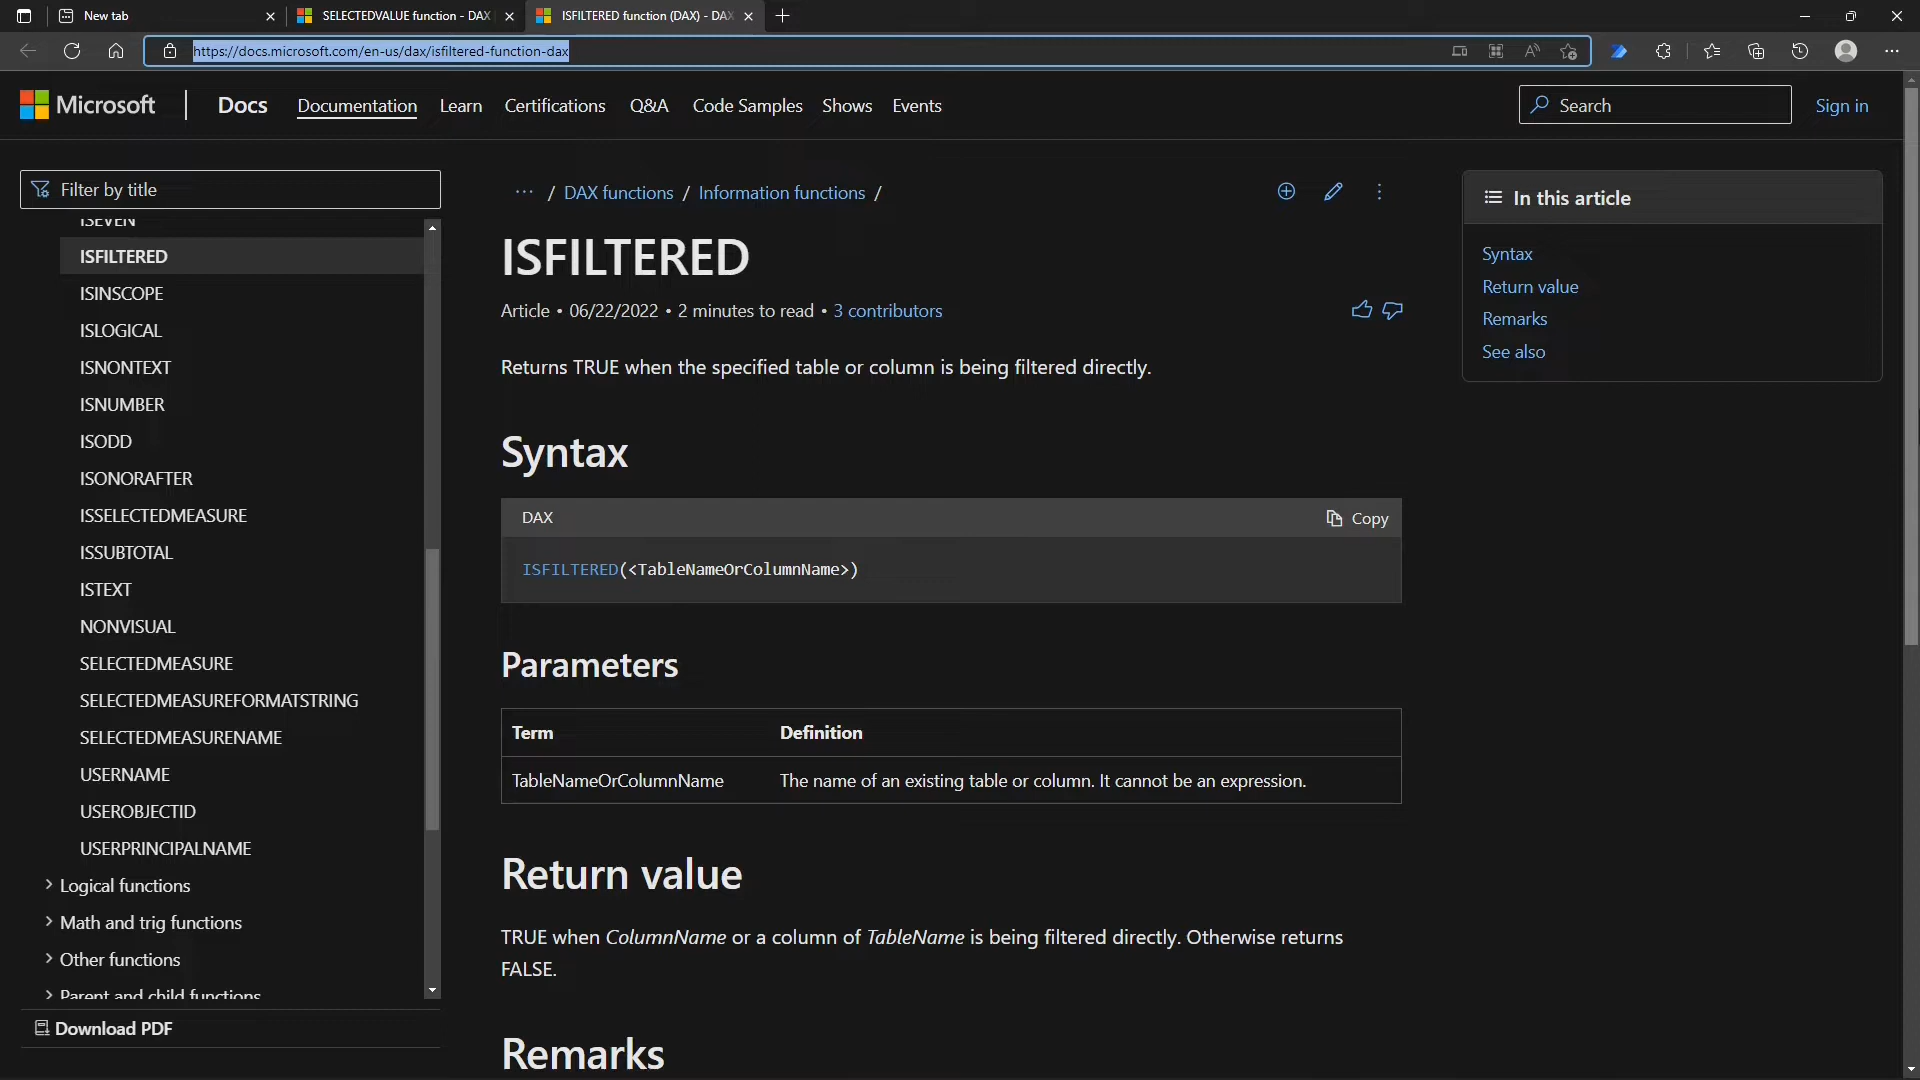 New tab
SELECTEDVALUE function - DAX
ISFILTERED function (DAX) - DAX
https://docs.microsoft.com/en-us/dax/isfiltered-function-dax
Microsoft
Docs
Documentation
Learn
Certifications
Q&A
Code Samples
Shows
Events
Search
Sign in
Filter by title
ISEVEN
ISFILTERED
ISINSCOPE
ISLOGICAL
ISNONTEXT
ISNUMBER
ISODD
ISONORAFTER
ISSELECTEDMEASURE
ISSUBTOTAL
ISTEXT
NONVISUAL
SELECTEDMEASURE
SELECTEDMEASUREFORMATSTRING
SELECTEDMEASURENAME
USERNAME
USEROBJECTID
USERPRINCIPALNAME
Logical functions
Math and trig functions
Other functions
Parent and child functions
Download PDF
··· / DAX functions / Information functions /
ISFILTERED
Article • 06/22/2022 • 2 minutes to read • 3 contributors
Returns TRUE when the specified table or column is being filtered directly.
Syntax
DAX
Copy
ISFILTERED(<TableNameOrColumnName>)
Parameters
Term Definition
TableNameOrColumnName The name of an existing table or column. It cannot be an expression.
Return value
TRUE when ColumnName or a column of TableName is being filtered directly. Otherwise returns
FALSE.
Remarks
In this article
Syntax
Return value
Remarks
See also